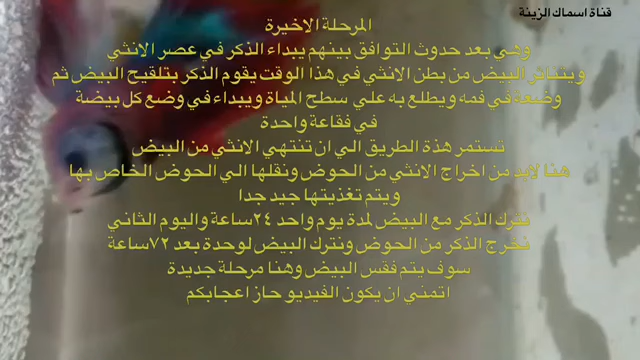 قناة اسماك الزينة
المرحلة الاخيرة
وهي بعد حدوث التوافق بينهم يبداء الذكر في عصر الانثي
ويتناثر البيض من بطن الانثي في هذا الوقت يقوم الذكر بتلقيح البيض ثم
وضعة في فمه ويطلع به علي سطح المياة ويبداء في وضع كل بيضة
في فقاعة واحدة
تستمر هذة الطريق الي ان تنتهي الانثي من البيض
هنا لابد من اخراج الانثي من الحوض ونقلها الي الحوض الخاص بها
ويتم تغذيتها جيد جدا
نترك الذكر مع البيض لمدة يوم واحد ٢٤ساعة واليوم الثاني
نخرج الذكر من الحوض ونترك البيض لوحدة بعد ٧٢ساعة
سوف يتم فقس البيض وهنا مرحلة جديدة
اتمني ان يكون الفيديو حاز اعجابكم